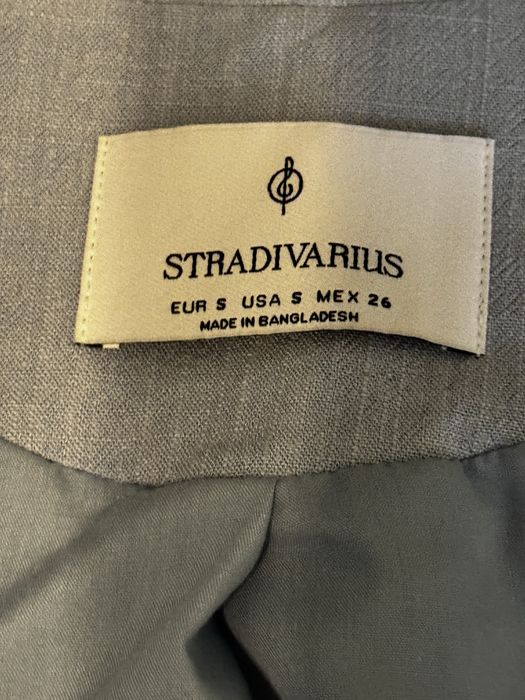 STRADIVARIUS
EUR S USA S MEX 26
MADE IN BANGLADESH